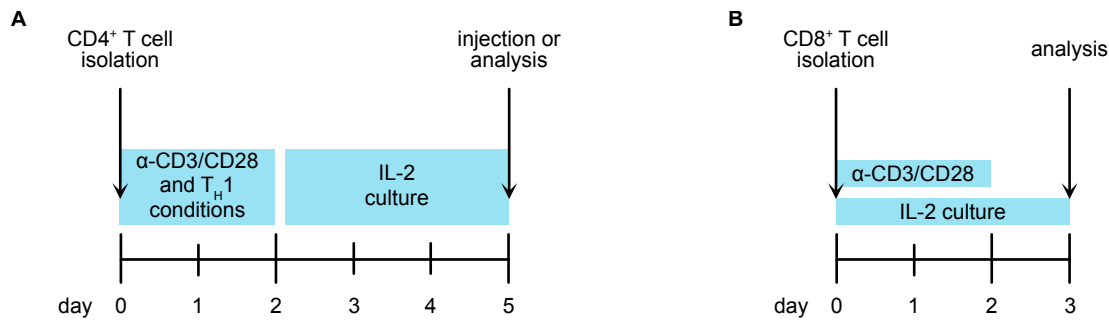 A
CD4⁺ T cell
isolation
injection or
analysis
α-CD3/CD28
and T_H1
conditions
IL-2
culture
day 0 1 2 3 4 5
B
CD8⁺ T cell
isolation
analysis
α-CD3/CD28
IL-2 culture
day 0 1 2 3